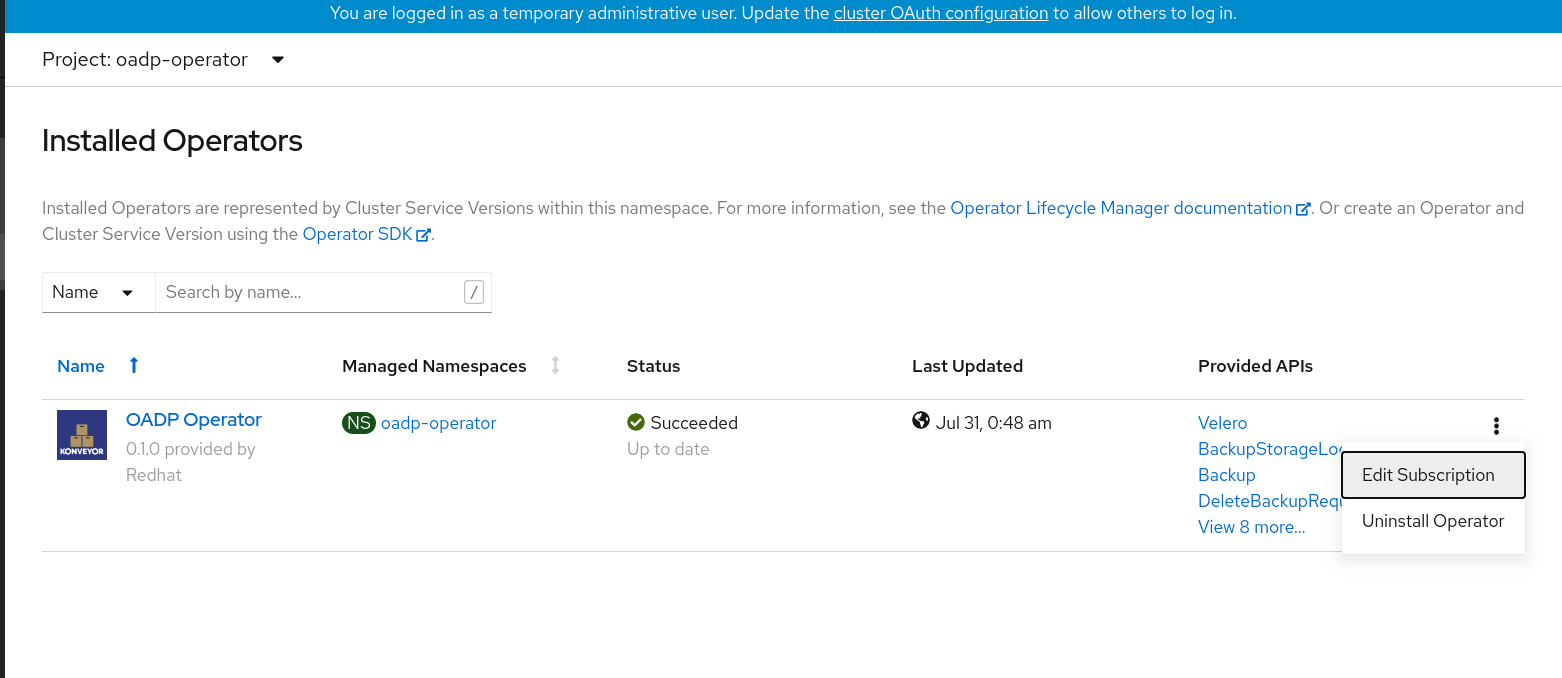 You are logged in as a temporary administrative user. Update the cluster OAuth configuration to allow others to log in.
Project: oadp-operator
Installed Operators
Installed Operators are represented by Cluster Service Versions within this namespace. For more information, see the Operator Lifecycle Manager documentation. Or create an Operator and
Cluster Service Version using the Operator SDK.
Name
Search by name...
/
Name
Managed Namespaces
Status
Last Updated
Provided APIs
KONVEYOR
OADP Operator
0.1.0 provided by
Redhat
NS oadp-operator
Succeeded
Up to date
Jul 31, 0:48 am
Velero
BackupStorageLoc
Backup
DeleteBackupRequ
View 8 more...
Edit Subscription
Uninstall Operator